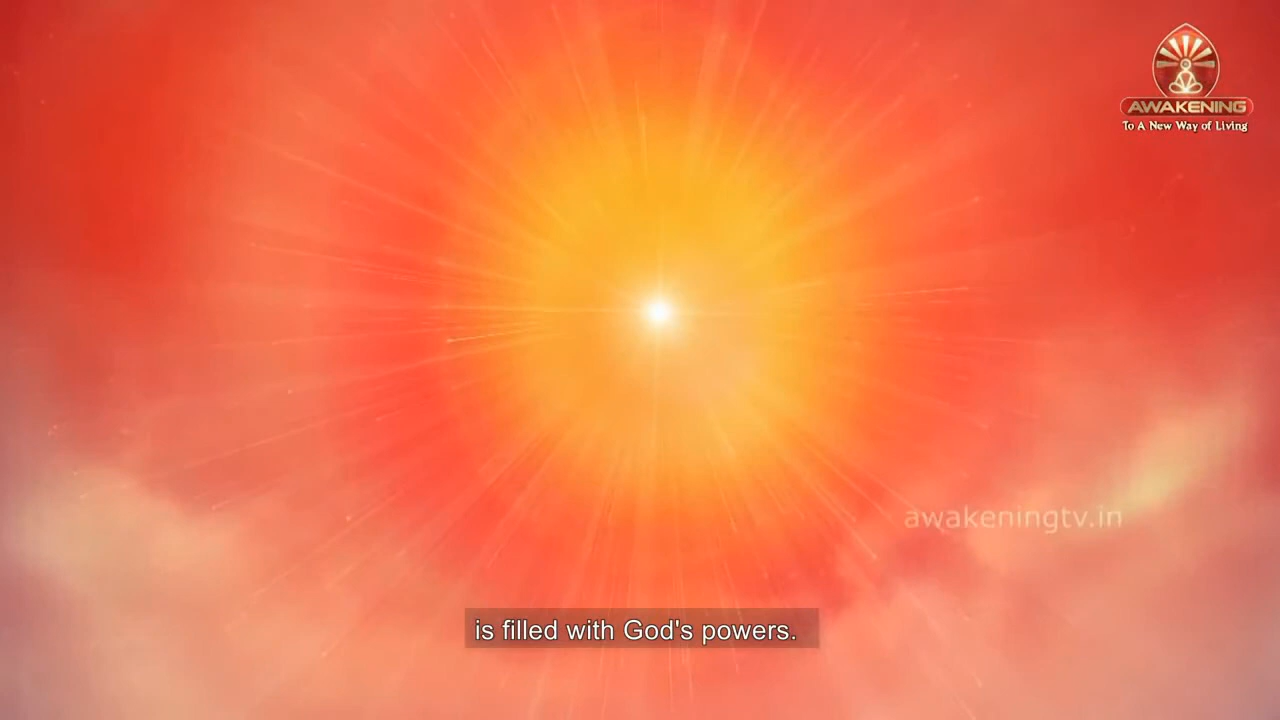 AWAKENING
To A New Way of Living
awakeningtv.in
is filled with God's powers.